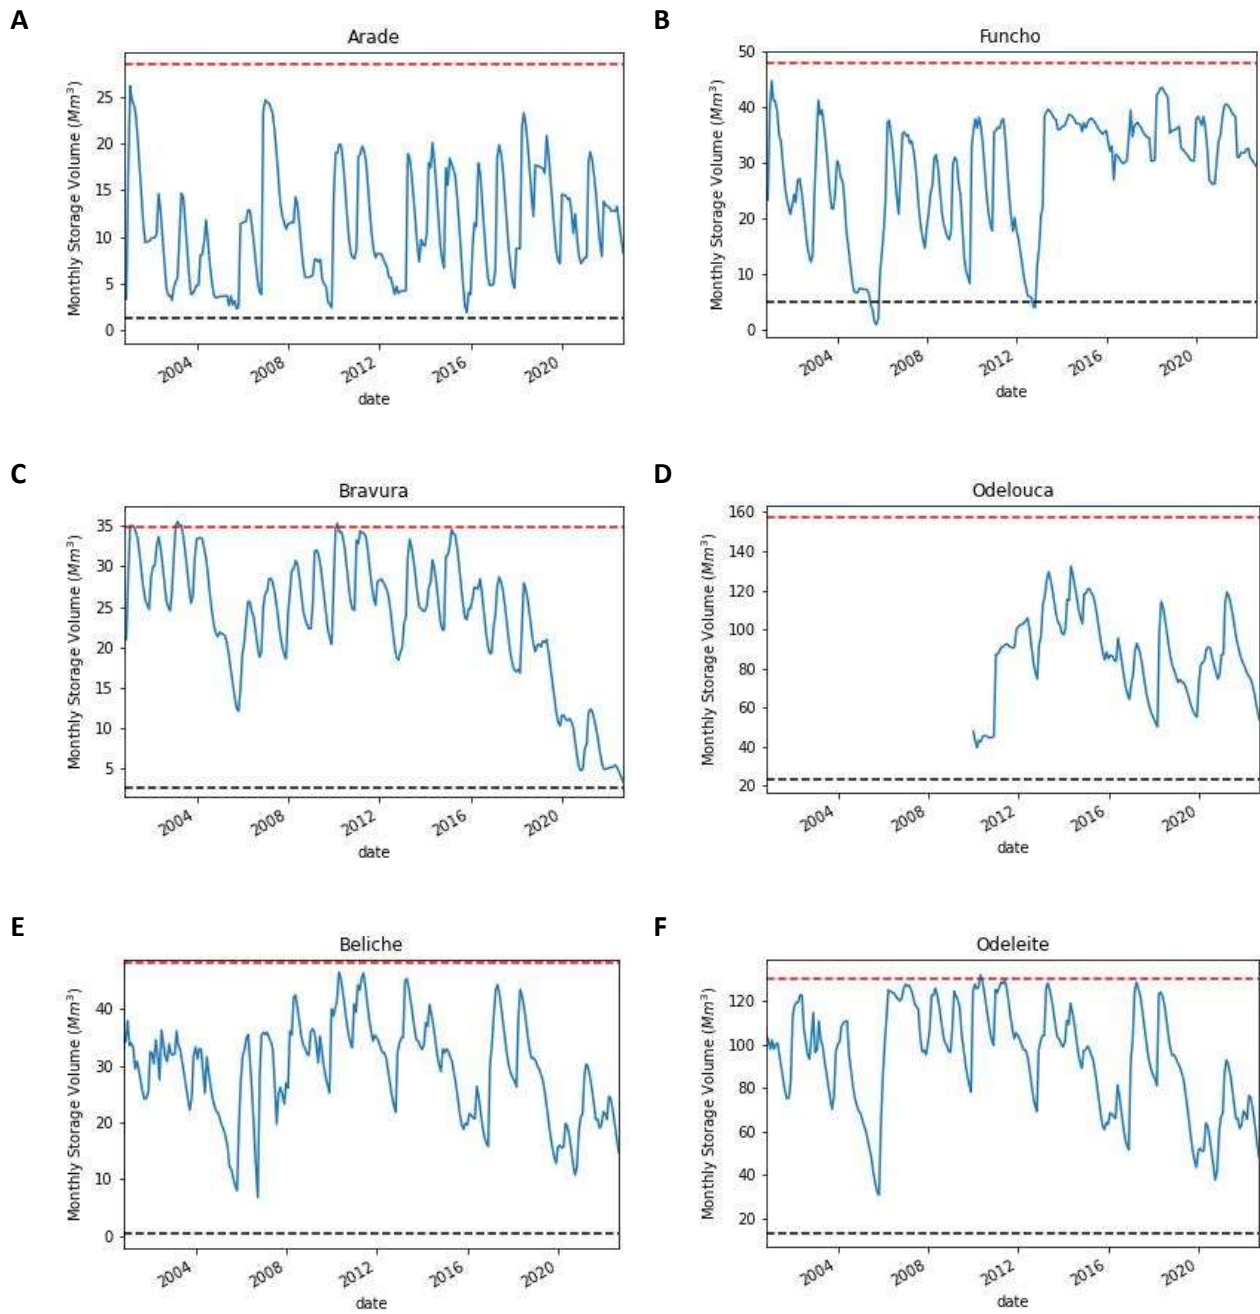 A
Arade
Monthly Storage Volume (Mm³)
25
20
15
10
5
0
2004 2008 2012 2016 2020
date
B
Funcho
Monthly Storage Volume (Mm³)
50
40
30
20
10
0
2004 2008 2012 2016 2020
date
C
Bravura
Monthly Storage Volume (Mm³)
35
30
25
20
15
10
5
2004 2008 2012 2016 2020
date
D
Odelouca
Monthly Storage Volume (Mm³)
160
140
120
100
80
60
40
20
2004 2008 2012 2016 2020
date
E
Beliche
Monthly Storage Volume (Mm³)
40
30
20
10
0
2004 2008 2012 2016 2020
date
F
Odeleite
Monthly Storage Volume (Mm³)
120
100
80
60
40
20
2004 2008 2012 2016 2020
date